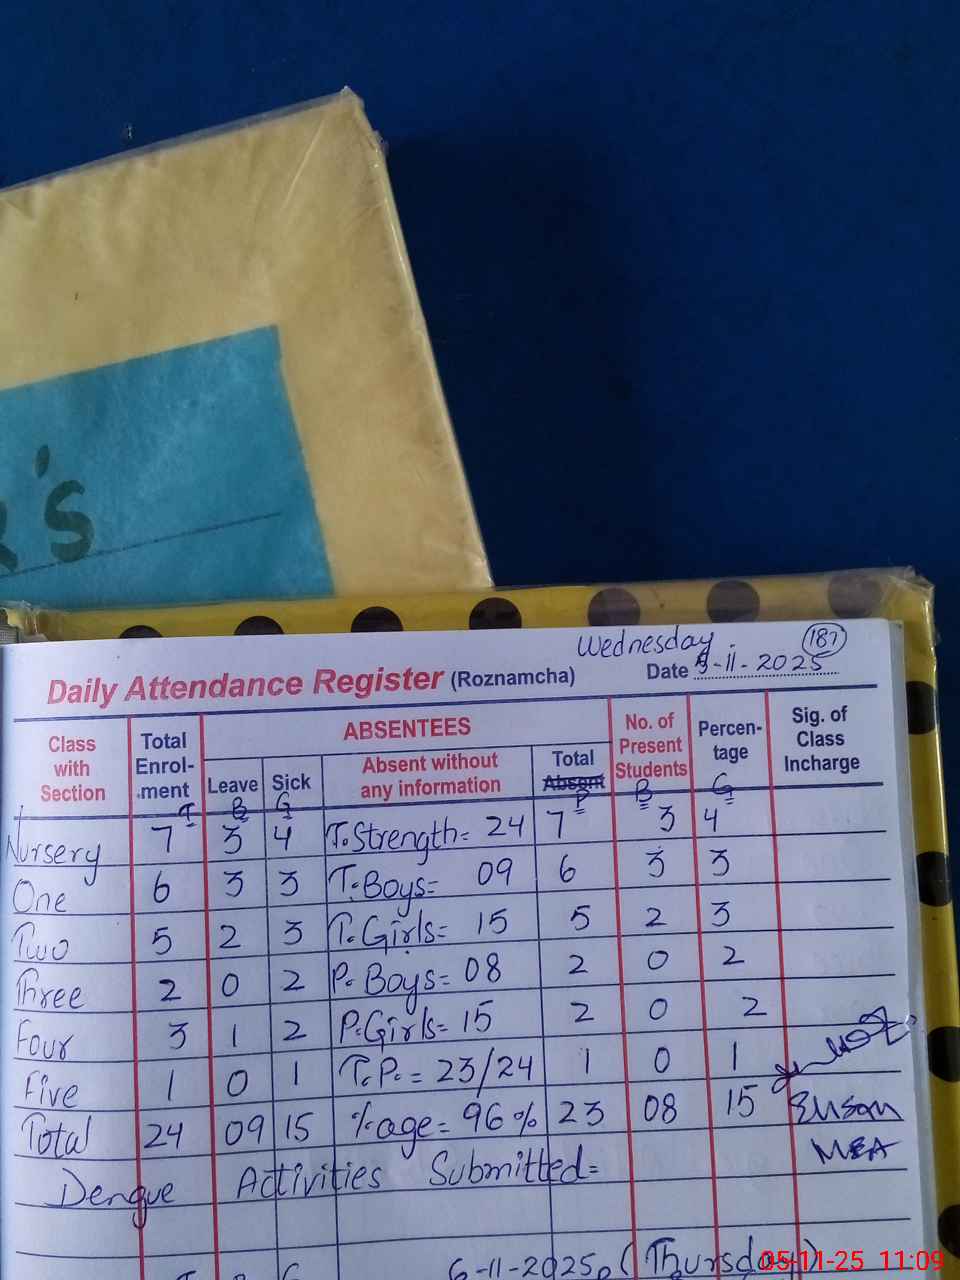 R's
Wednesday 187
Daily Attendance Register (Roznamcha) Date 5-11-2025
Class with Section Total Enrol-ment ABSENTEES No. of Present Students Percen-tage Sig. of Class Incharge
Leave Sick Absent without any information Total Absent
T B G P B G
Nursery 7 3 4 T.Strength= 24 7 3 4
One 6 3 3 T.Boys= 09 6 3 3
Two 5 2 3 T.Girls= 15 5 2 3
Three 2 0 2 P.Boys= 08 2 0 2
Four 3 1 2 P.Girls= 15 2 0 2
Five 1 0 1 T.P.= 23/24 1 0 1
Total 24 09 15 %age= 96% 23 08 15
MEA
Dengue Activities Submitted=
T B G 6-11-2025 (Thursday)
05-11-25 11:09